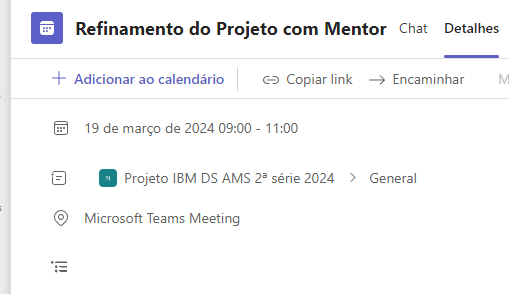 Refinamento do Projeto com Mentor Chat Detalhes
Adicionar ao calendário Copiar link Encaminhar M
19 de março de 2024 09:00 - 11:00
Projeto IBM DS AMS 2ª série 2024 General
Microsoft Teams Meeting